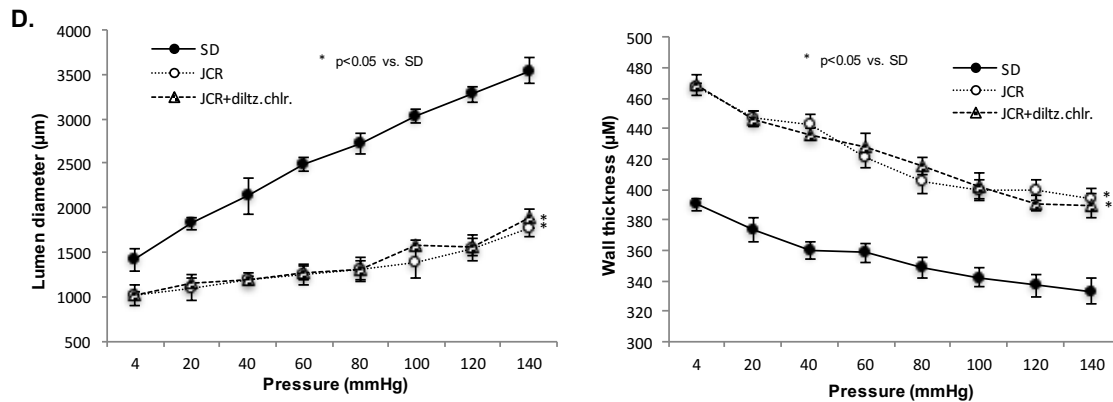 D.
SD
JCR
JCR+diltz.chlr.
* p<0.05 vs. SD
Lumen diameter (µm)
4000
3500
3000
2500
2000
1500
1000
500
*
*
4 20 40 60 80 100 120 140
Pressure (mmHg)
* p<0.05 vs. SD
SD
JCR
JCR+diltz.chlr.
Wall thickness (µM)
500
480
460
440
420
400
380
360
340
320
300
*
*
4 20 40 60 80 100 120 140
Pressure (mmHg)